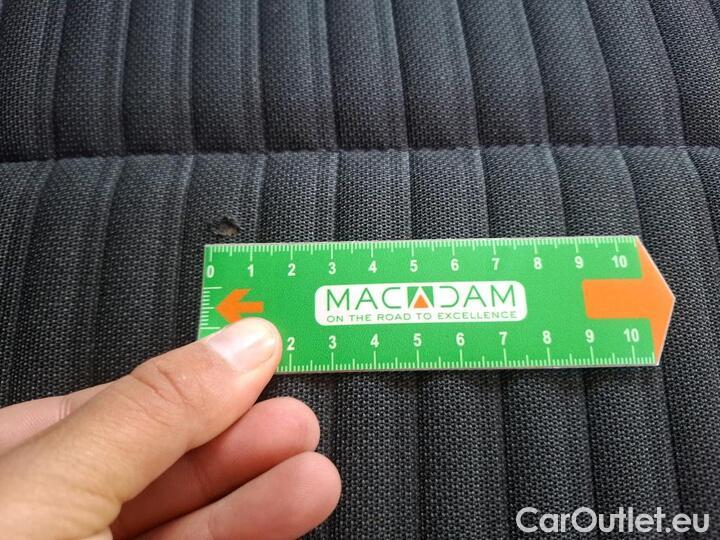 0 1 2 3 4 5 6 7 8 9 10
MACADAM
ON THE ROAD TO EXCELLENCE
2 3 4 5 6 7 8 9 10
CarOutlet.eu